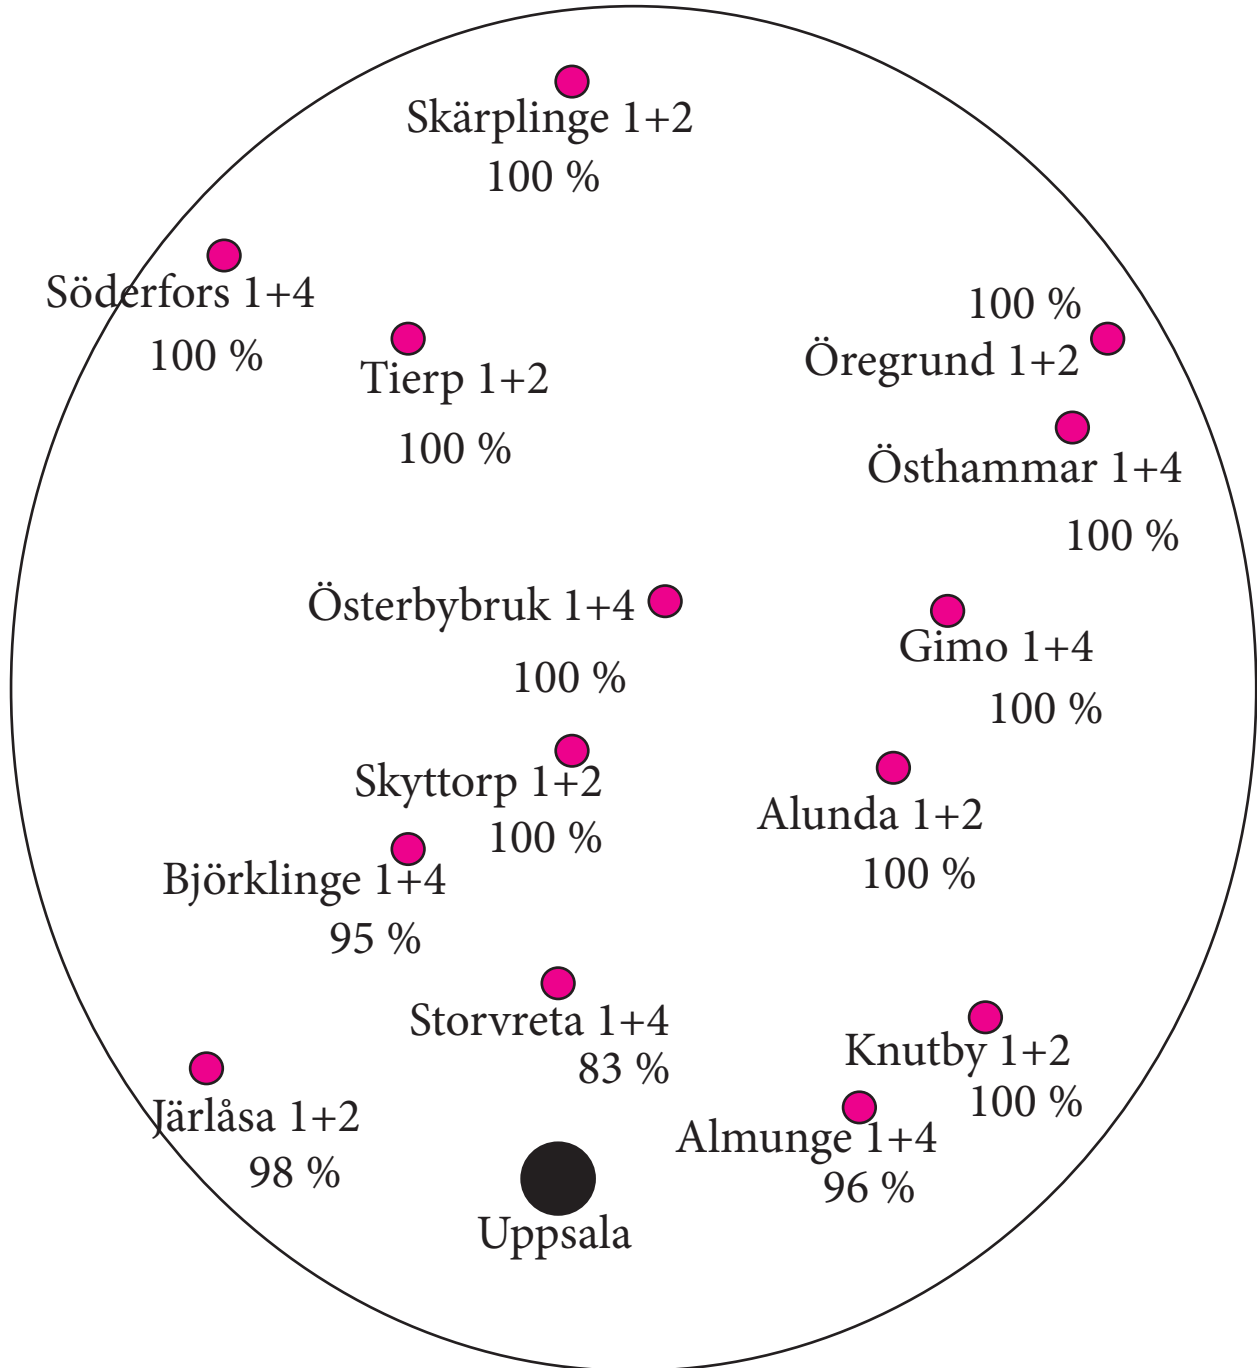 Skärplinge 1+2
100 %
Söderfors 1+4
100 %
Tierp 1+2
100 %
100 %
Öregrund 1+2
Östhammar 1+4
100 %
Österbybruk 1+4
100 %
Gimo 1+4
100 %
Skyttorp 1+2
100 %
Alunda 1+2
100 %
Björklinge 1+4
95 %
Storvreta 1+4
83 %
Knutby 1+2
100 %
Järlåsa 1+2
98 %
Almunge 1+4
96 %
Uppsala